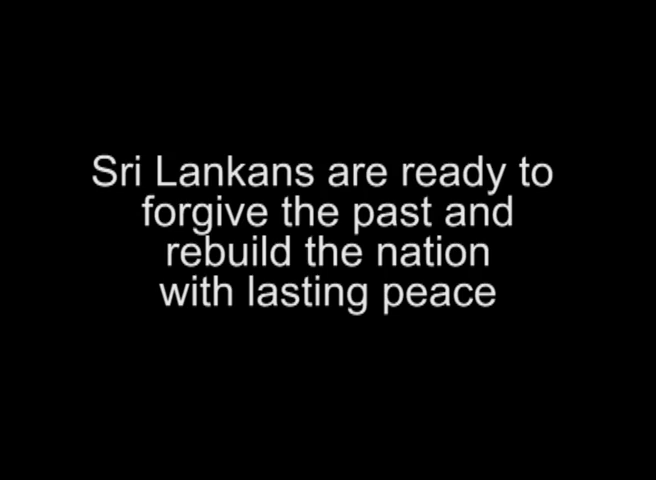 Sri Lankans are ready to
forgive the past and
rebuild the nation
with lasting peace